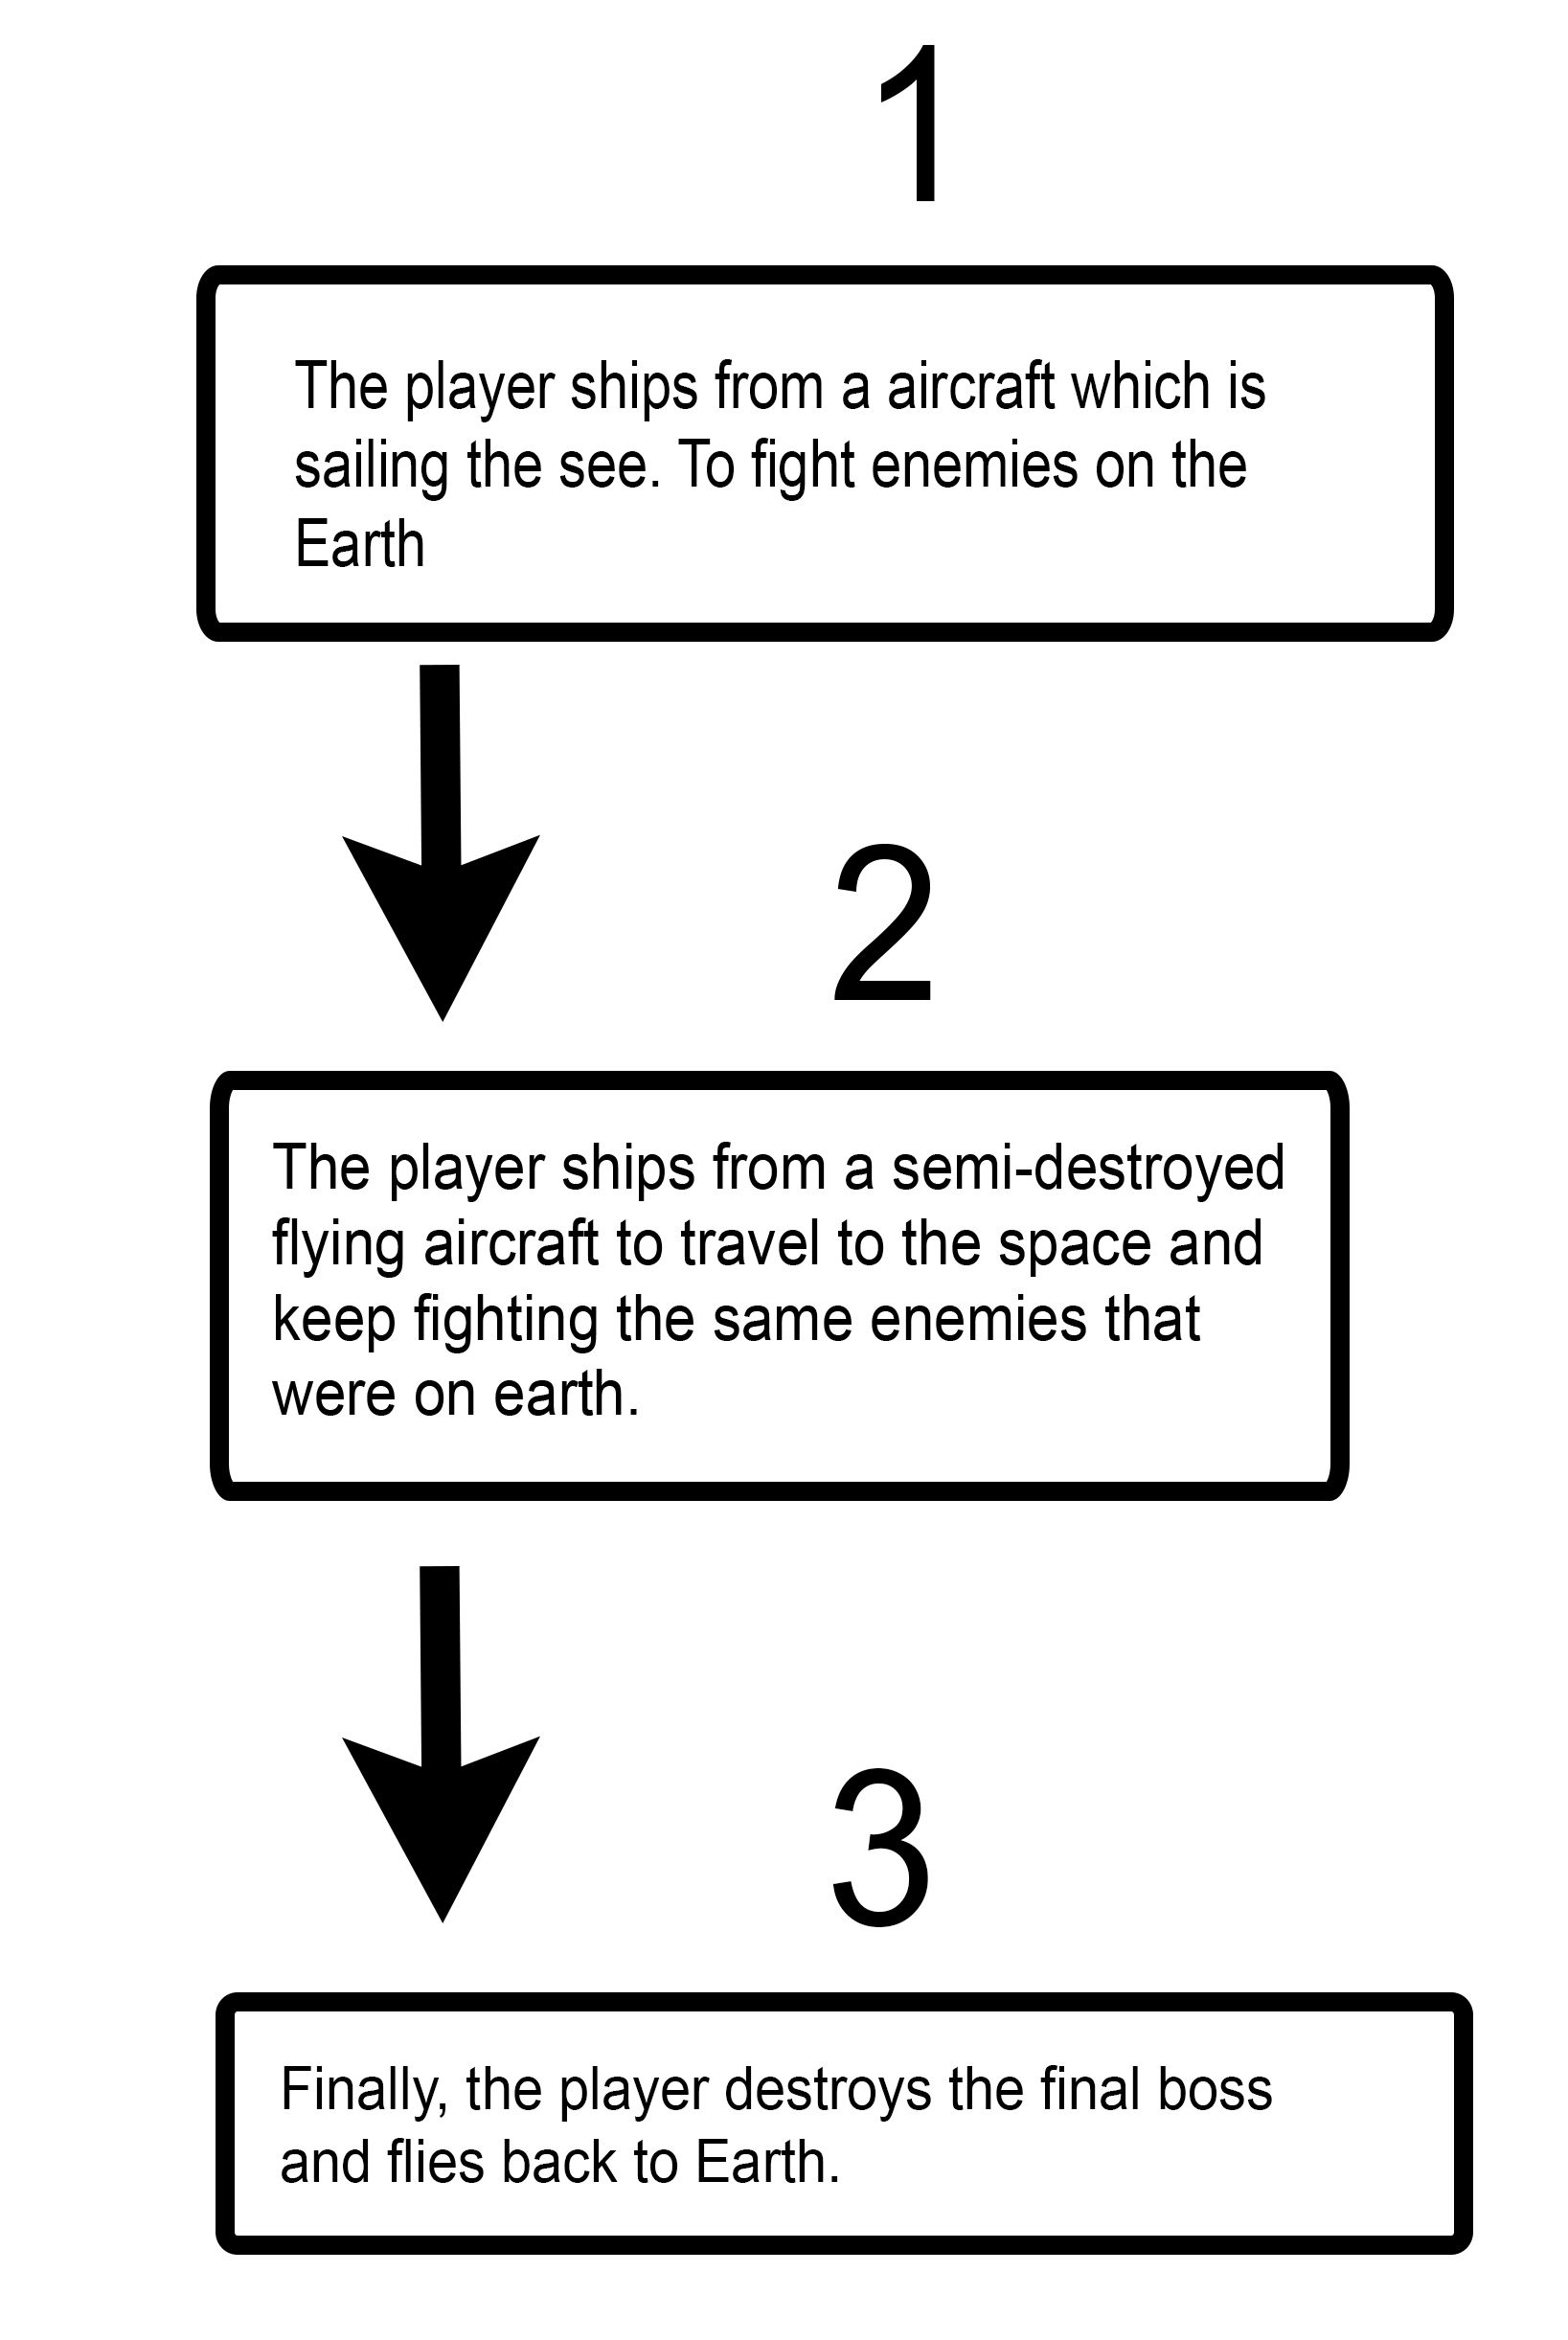 1
The player ships from a aircraft which is
sailing the see. To fight enemies on the
Earth
2
The player ships from a semi-destroyed
flying aircraft to travel to the space and
keep fighting the same enemies that
were on earth.
3
Finally, the player destroys the final boss
and flies back to Earth.